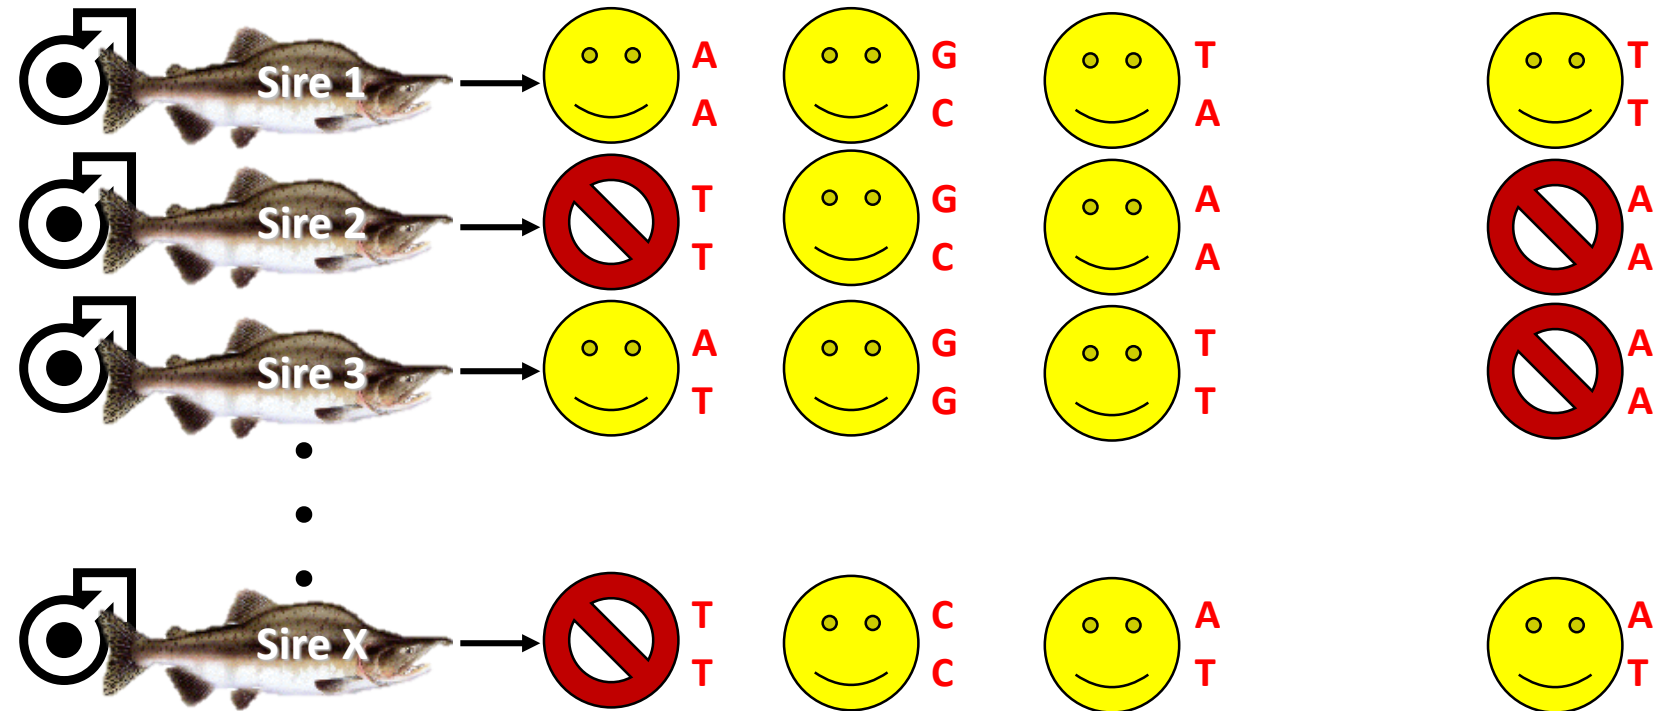 Sire 1 A G T T
A C A T
Sire 2 T G A A
T C A A
Sire 3 A G T A
T G T A
Sire X T C A A
T C T T